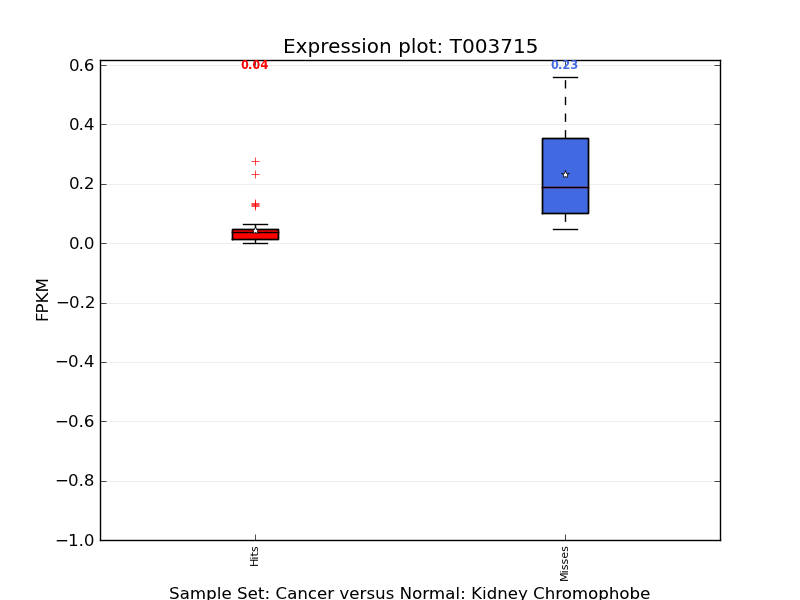 Expression plot: T003715
0.04
0.23
0.6
0.4
0.2
0.0
−0.2
−0.4
−0.6
−0.8
−1.0
FPKM
Hits
Misses
Sample Set: Cancer versus Normal: Kidney Chromophobe